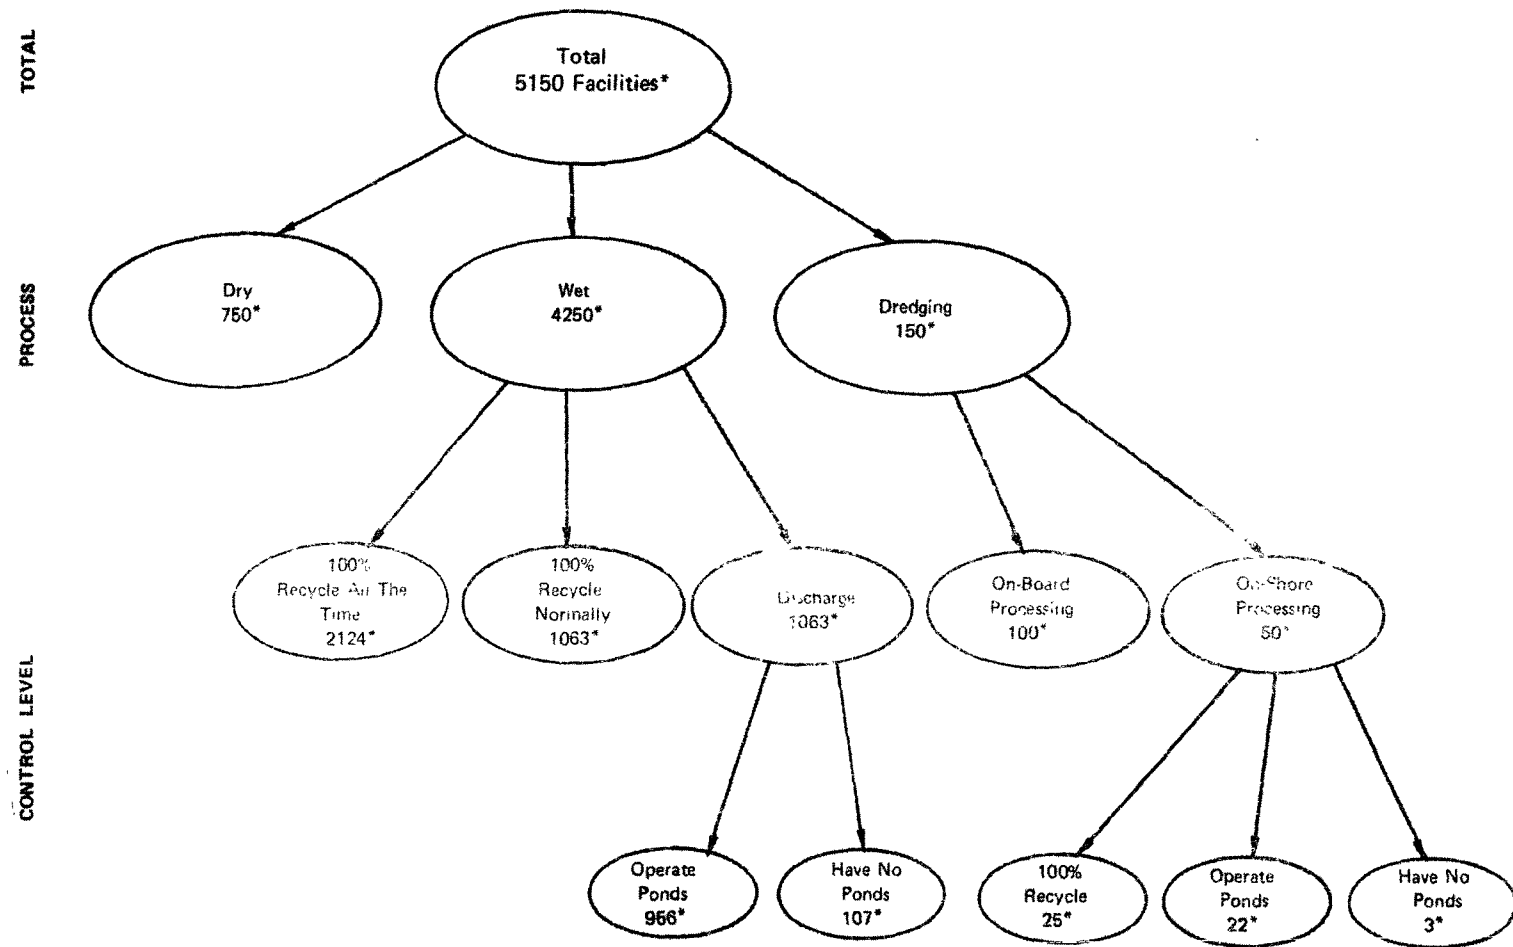 TOTAL
Total
5150 Facilities*
PROCESS
Dry
750*
Wet
4250*
Dredging
150*
CONTROL LEVEL
100%
Recycle All The
Time
2124*
100%
Recycle
Normally
1063*
Discharge
1063*
On-Board
Processing
100*
On-Shore
Processing
50*
Operate
Ponds
956*
Have No
Ponds
107*
100%
Recycle
25*
Operate
Ponds
22*
Have No
Ponds
3*